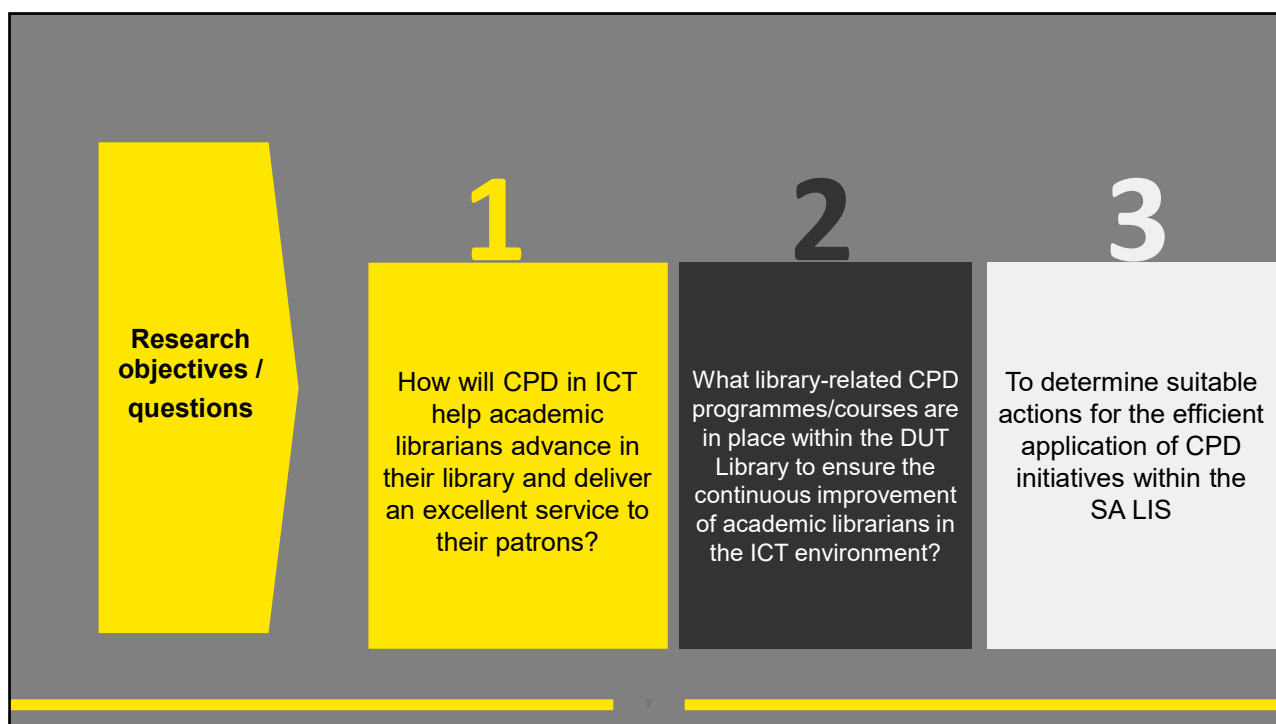 Research
objectives /
questions
1
How will CPD in ICT
help academic
librarians advance in
their library and deliver
an excellent service to
their patrons?
2
What library-related CPD
programmes/courses are
in place within the DUT
Library to ensure the
continuous improvement
of academic librarians in
the ICT environment?
3
To determine suitable
actions for the efficient
application of CPD
initiatives within the
SA LIS
7